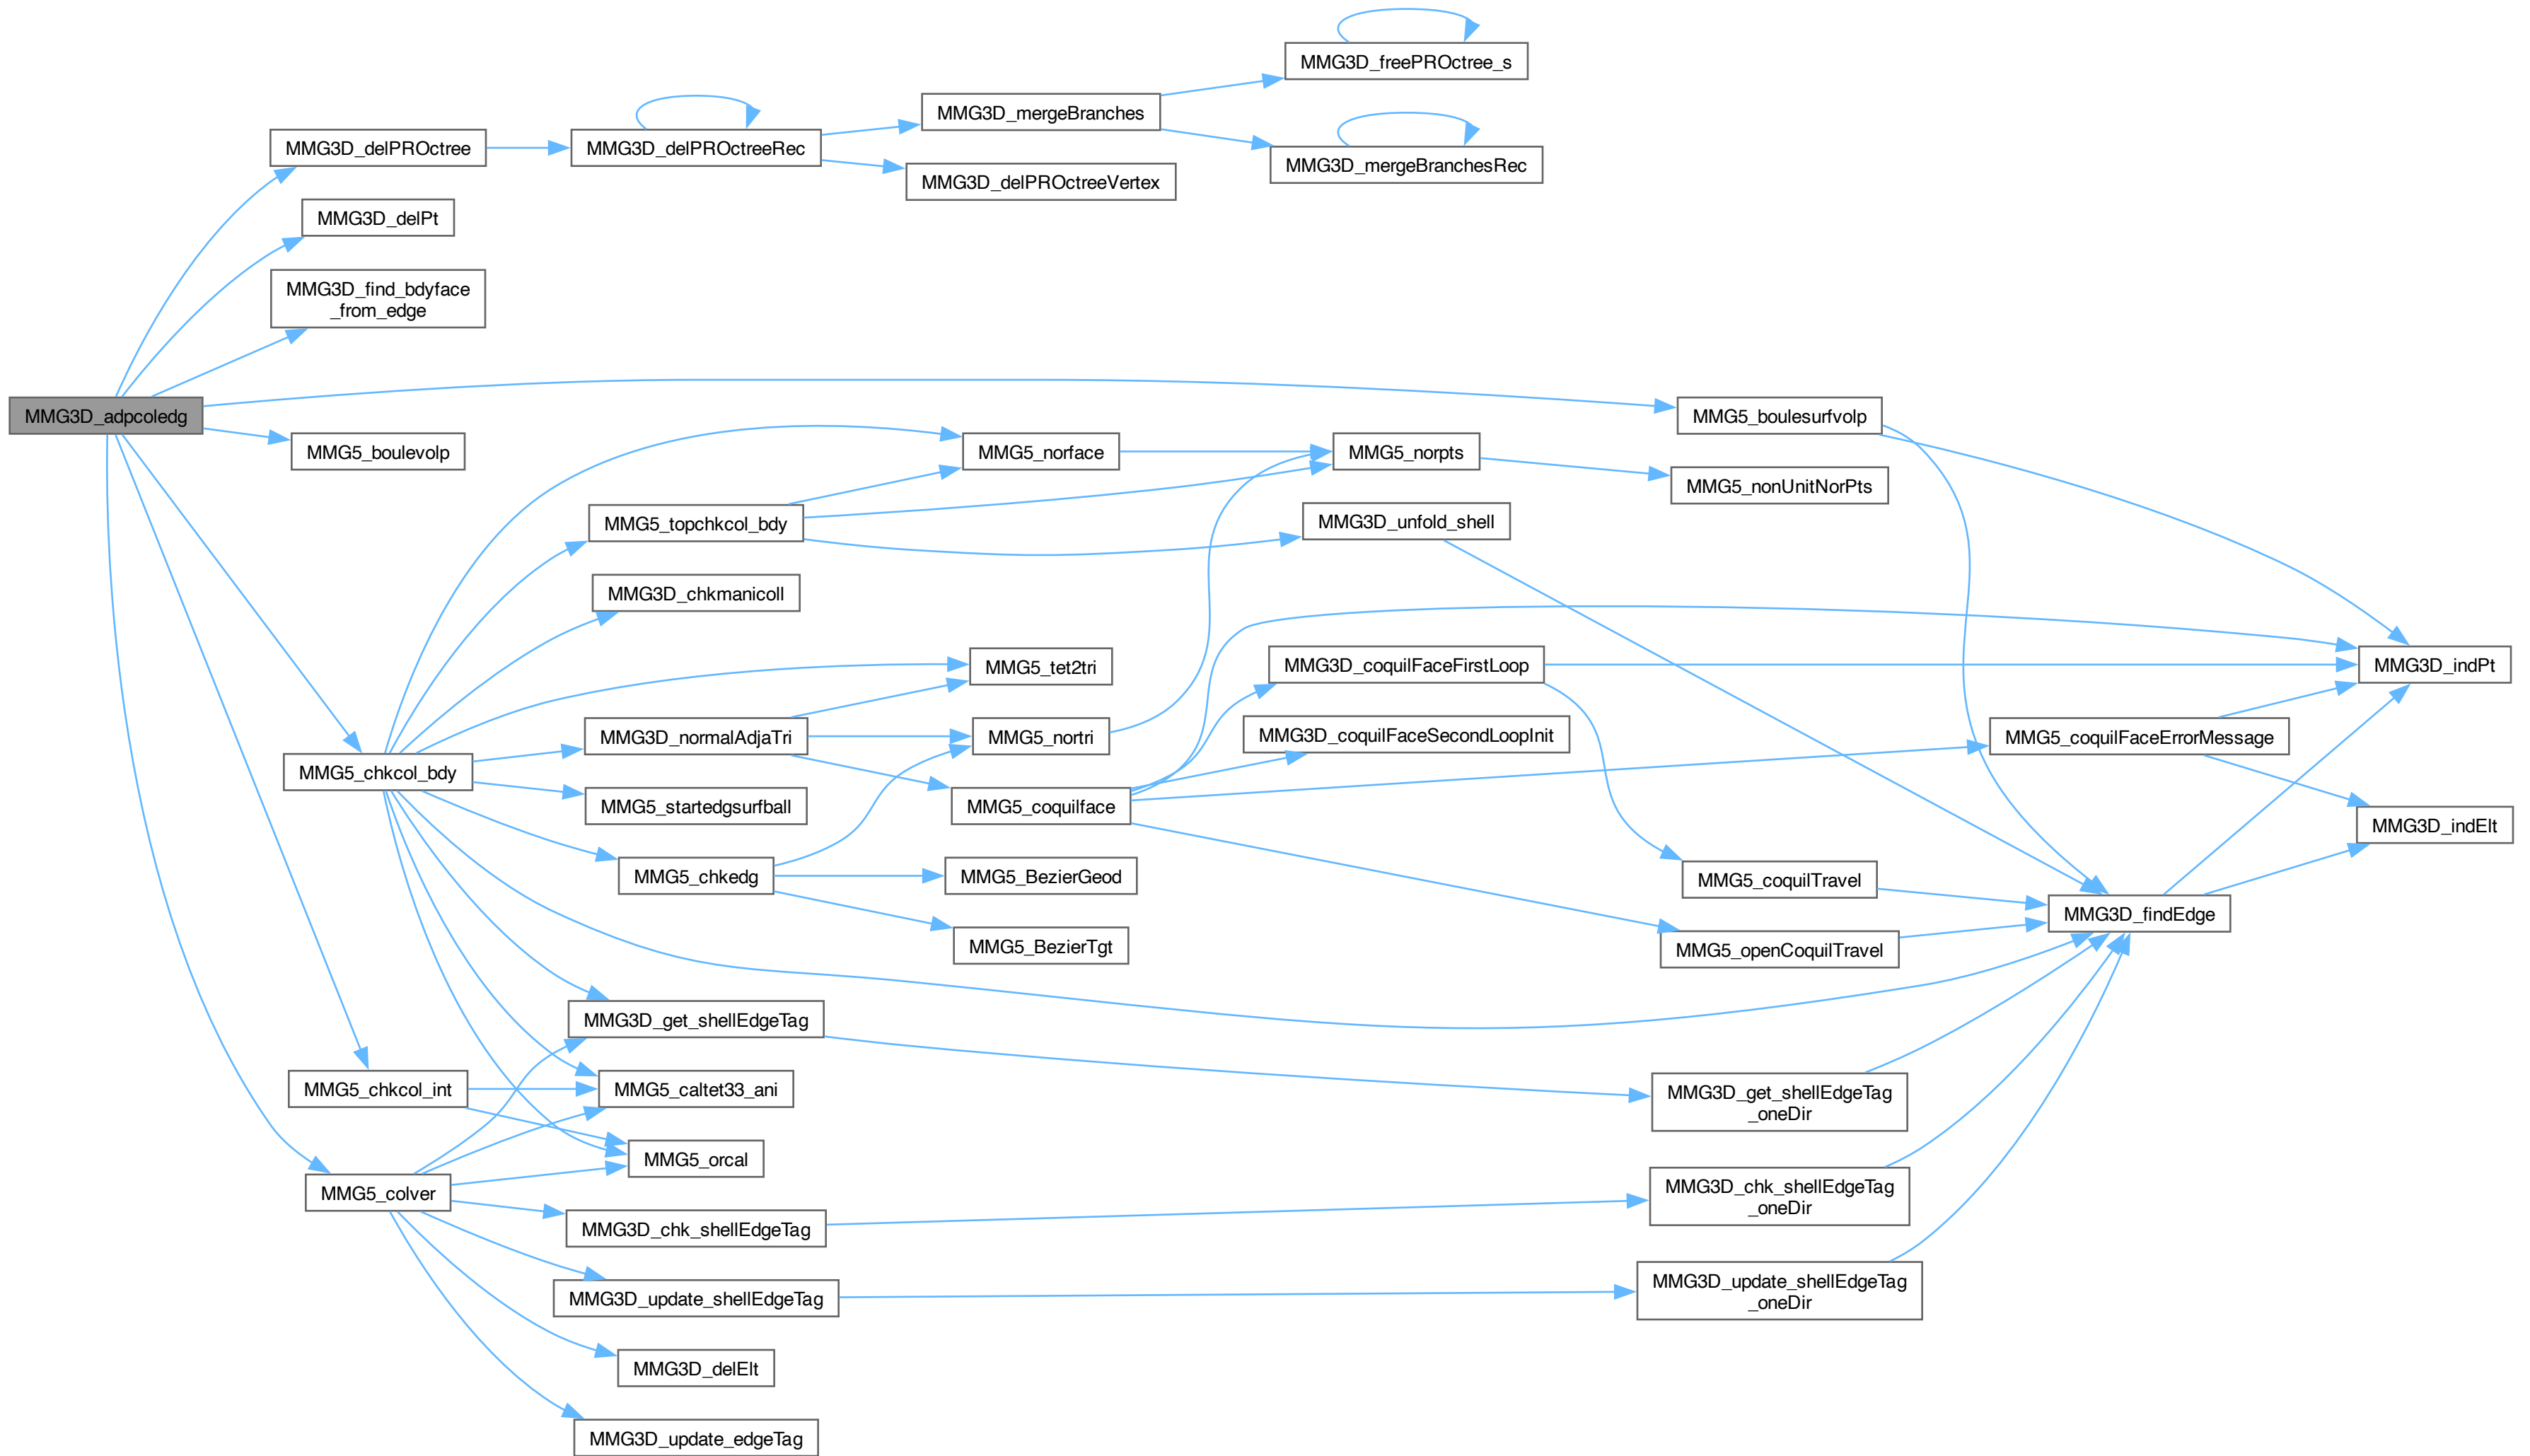 MMG3D_freePROctree_s
MMG3D_mergeBranches
MMG3D_delPROctree
MMG3D_delPROctreeRec
MMG3D_mergeBranchesRec
MMG3D_delPROctreeVertex
MMG3D_delPt
MMG3D_find_bdyface
_from_edge
MMG3D_adpcoledg
MMG5_boulesurfvolp
MMG5_boulevolp
MMG5_norface
MMG5_norpts
MMG5_nonUnitNorPts
MMG5_topchkcol_bdy
MMG3D_unfold_shell
MMG3D_chkmanicoll
MMG5_tet2tri
MMG3D_coquilFaceFirstLoop
MMG3D_indPt
MMG3D_normalAdjaTri
MMG5_nortri
MMG3D_coquilFaceSecondLoopInit
MMG5_coquilFaceErrorMessage
MMG5_chkcol_bdy
MMG5_startedgsurfball
MMG5_coquilface
MMG3D_indElt
MMG5_chkedg
MMG5_BezierGeod
MMG5_coquilTravel
MMG3D_findEdge
MMG5_BezierTgt
MMG5_openCoquilTravel
MMG3D_get_shellEdgeTag
MMG5_chkcol_int
MMG5_caltet33_ani
MMG3D_get_shellEdgeTag
_oneDir
MMG5_orcal
MMG5_colver
MMG3D_chk_shellEdgeTag
_oneDir
MMG3D_chk_shellEdgeTag
MMG3D_update_shellEdgeTag
MMG3D_update_shellEdgeTag
_oneDir
MMG3D_delElt
MMG3D_update_edgeTag